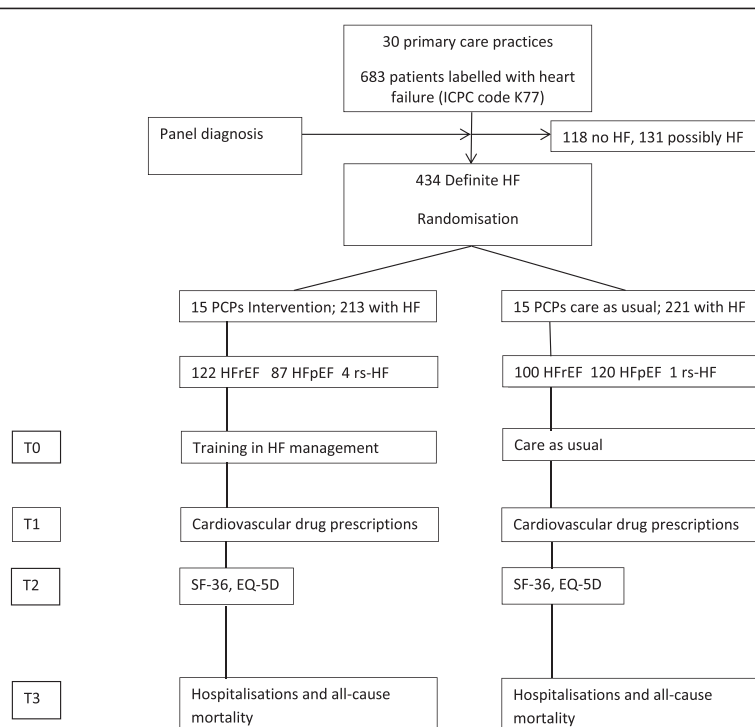 30 primary care practices
683 patients labelled with heart
failure (ICPC code K77)
Panel diagnosis
118 no HF, 131 possibly HF
434 Definite HF
Randomisation
15 PCPs Intervention; 213 with HF
15 PCPs care as usual; 221 with HF
122 HFrEF 87 HFpEF 4 rs-HF
100 HFrEF 120 HFpEF 1 rs-HF
T0
Training in HF management
Care as usual
T1
Cardiovascular drug prescriptions
Cardiovascular drug prescriptions
T2
SF-36, EQ-5D
SF-36, EQ-5D
T3
Hospitalisations and all-cause
mortality
Hospitalisations and all-cause
mortality